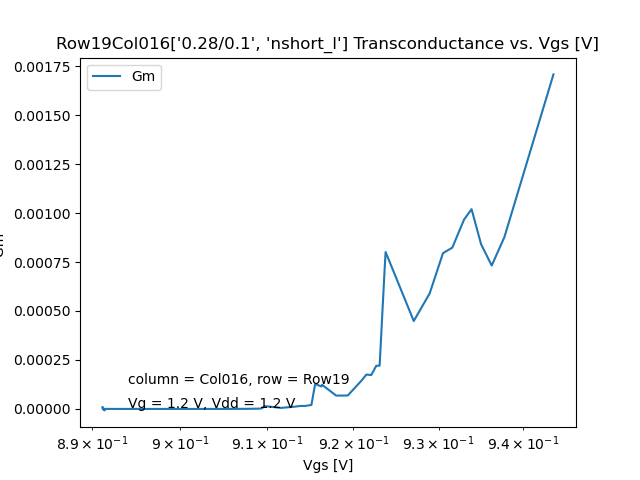 Row19Col016['0.28/0.1', 'nshort_l'] Transconductance vs. Vgs [V]
Gm
0.00175
0.00150
0.00125
0.00100
0.00075
0.00050
0.00025
0.00000
Gm
column = Col016, row = Row19
Vg = 1.2 V, Vdd = 1.2 V
8.9 × 10⁻¹ 9 × 10⁻¹ 9.1 × 10⁻¹ 9.2 × 10⁻¹ 9.3 × 10⁻¹ 9.4 × 10⁻¹
Vgs [V]